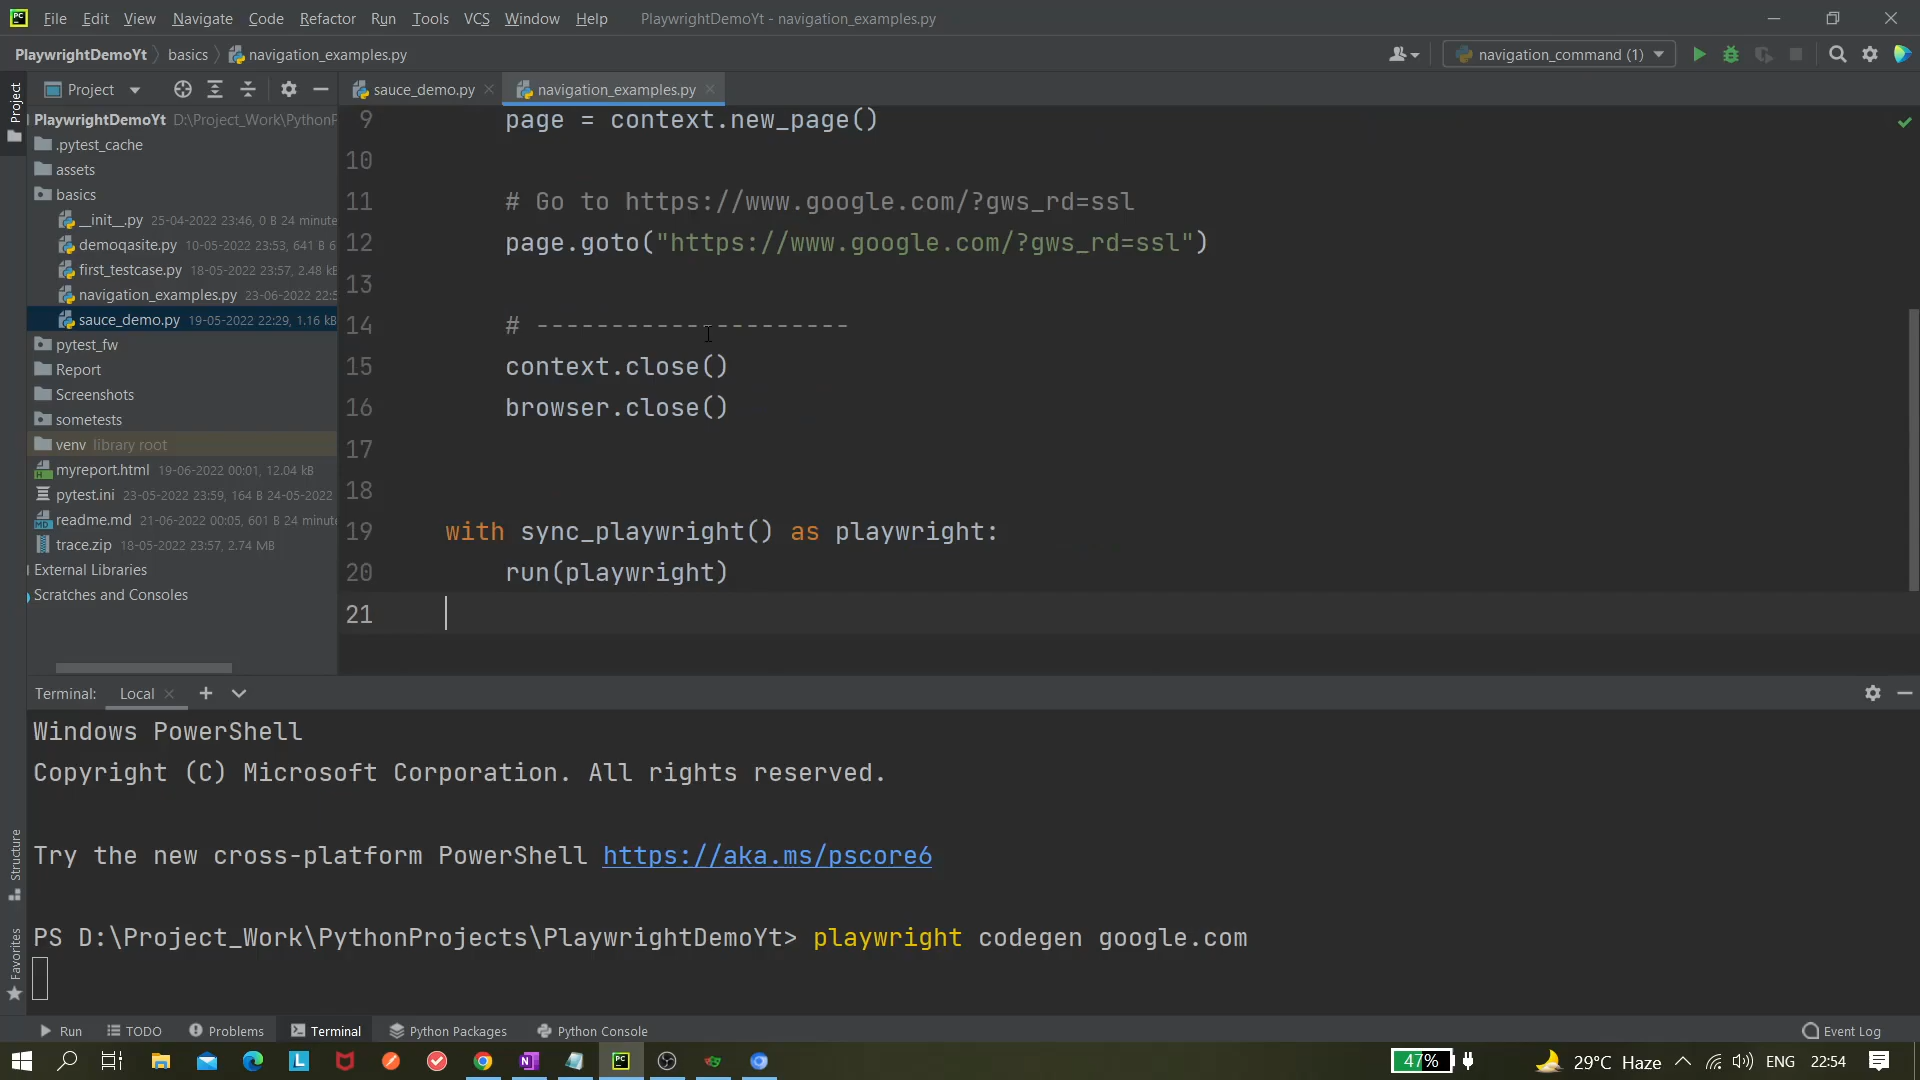 File Edit View Navigate Code Refactor Run Tools VCS Window Help PlaywrightDemoYt - navigation_examples.py
PlaywrightDemoYt basics navigation_examples.py navigation_command (1)
Project
Project sauce_demo.py navigation_examples.py
PlaywrightDemoYt D:\Project_Work\PythonP
.pytest_cache
assets
basics
__init__.py 25-04-2022 23:46, 0 B 24 minute
demoqasite.py 10-05-2022 23:53, 641 B 6
first_testcase.py 18-05-2022 23:57, 2.48 kB
navigation_examples.py 23-06-2022 22:5
sauce_demo.py 19-05-2022 22:29, 1.16 kB
pytest_fw
Report
Screenshots
sometests
venv library root
myreport.html 19-06-2022 00:01, 12.04 kB
pytest.ini 23-05-2022 23:59, 164 B 24-05-2022
readme.md 21-06-2022 00:05, 601 B 24 minut
trace.zip 18-05-2022 23:57, 2.74 MB
External Libraries
Scratches and Consoles
9 page = context.new_page()
10
11 # Go to https://www.google.com/?gws_rd=ssl
12 page.goto("https://www.google.com/?gws_rd=ssl")
13
14 # ---------------------
15 context.close()
16 browser.close()
17
18
19 with sync_playwright() as playwright:
20 run(playwright)
21
Terminal: Local
Windows PowerShell
Copyright (C) Microsoft Corporation. All rights reserved.
Try the new cross-platform PowerShell https://aka.ms/pscore6
PS D:\Project_Work\PythonProjects\PlaywrightDemoYt> playwright codegen google.com
Structure
Favorites
Run TODO Problems Terminal Python Packages Python Console Event Log
47% 29°C Haze ENG 22:54